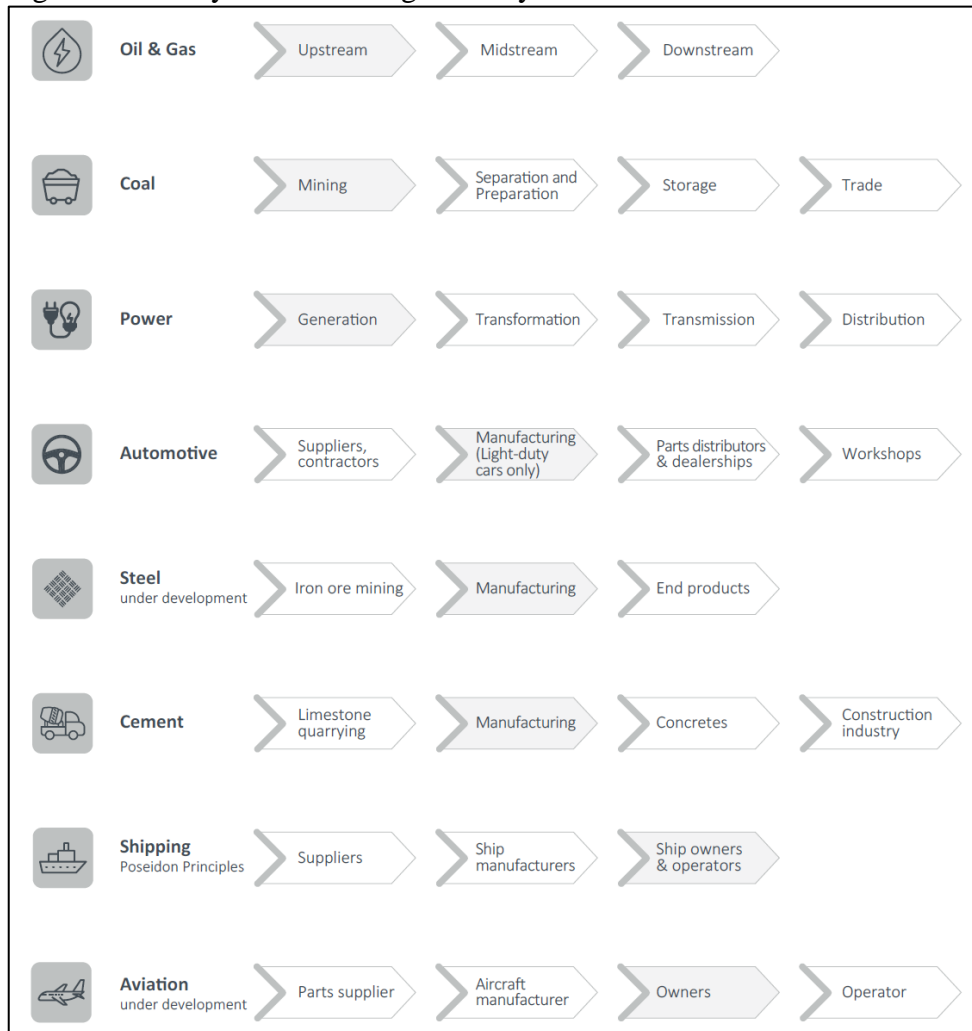 Oil & Gas
Upstream
Midstream
Downstream
Coal
Mining
Separation and
Preparation
Storage
Trade
Power
Generation
Transformation
Transmission
Distribution
Automotive
Suppliers,
contractors
Manufacturing
(Light-duty
cars only)
Parts distributors
& dealerships
Workshops
Steel
under development
Iron ore mining
Manufacturing
End products
Cement
Limestone
quarrying
Manufacturing
Concretes
Construction
industry
Shipping
Poseidon Principles
Suppliers
Ship
manufacturers
Ship owners
& operators
Aviation
under development
Parts supplier
Aircraft
manufacturer
Owners
Operator